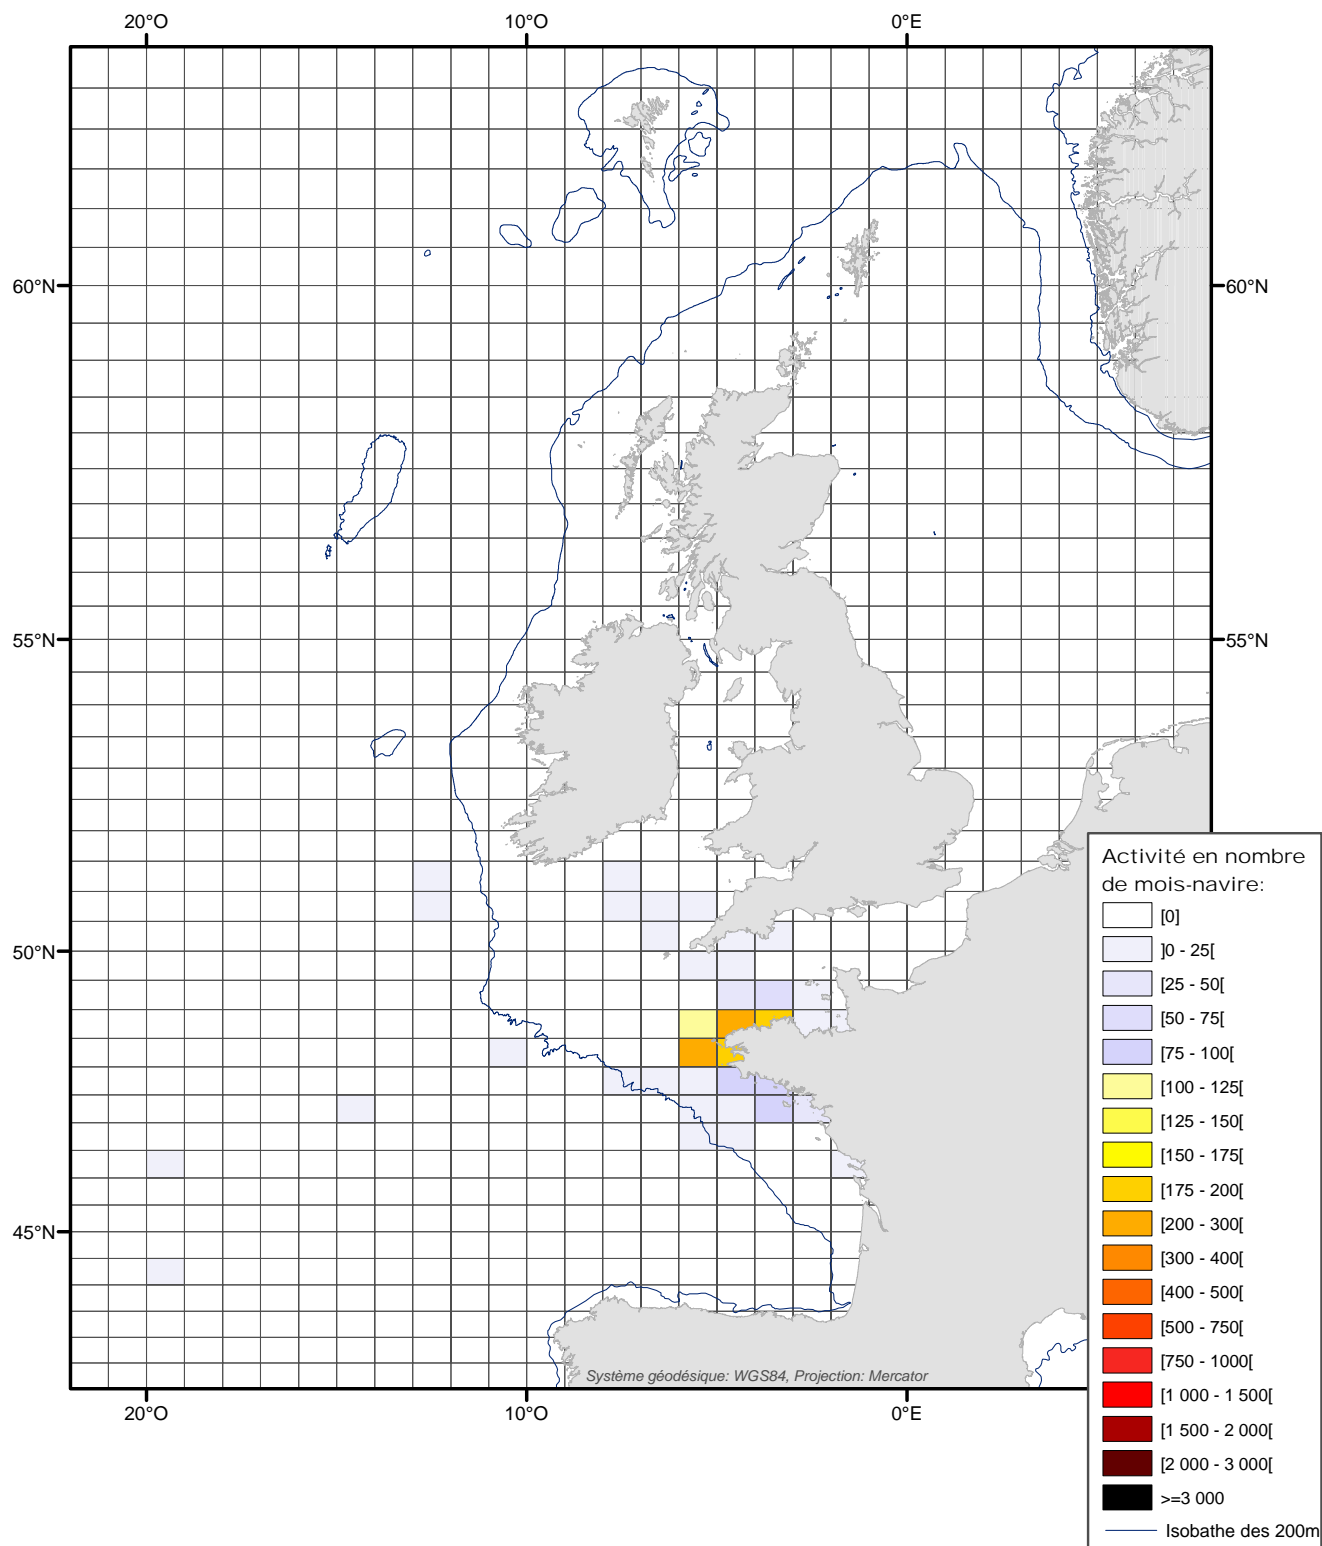 20°O 10°O 0°E
60°N 60°N
55°N 55°N
50°N
45°N
Système géodésique: WGS84, Projection: Mercator
20°O 10°O 0°E
Activité en nombre
de mois-navire:
[0]
]0 - 25[
[25 - 50[
[50 - 75[
[75 - 100[
[100 - 125[
[125 - 150[
[150 - 175[
[175 - 200[
[200 - 300[
[300 - 400[
[400 - 500[
[500 - 750[
[750 - 1000[
[1 000 - 1 500[
[1 500 - 2 000[
[2 000 - 3 000[
>=3 000
Isobathe des 200m